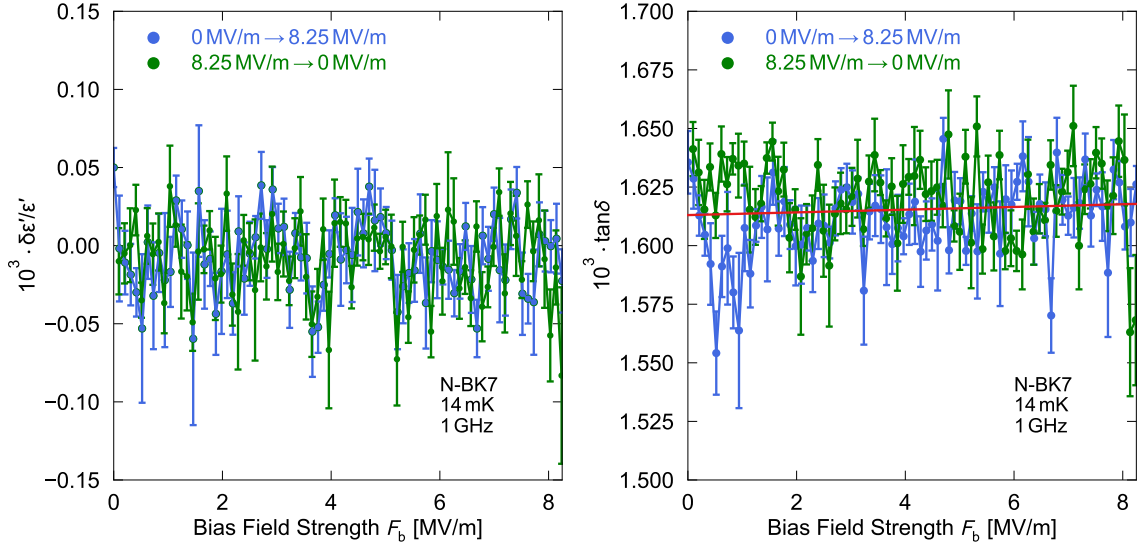 0.15
0.10
0.05
0.00
−0.05
−0.10
−0.15
10³ · δε′/ε′
0 MV/m → 8.25 MV/m
8.25 MV/m → 0 MV/m
N-BK7
14 mK
1 GHz
0 2 4 6 8
Bias Field Strength F_b [MV/m]
1.700
1.675
1.650
1.625
1.600
1.575
1.550
1.525
1.500
10³ · tanδ
0 MV/m → 8.25 MV/m
8.25 MV/m → 0 MV/m
N-BK7
14 mK
1 GHz
0 2 4 6 8
Bias Field Strength F_b [MV/m]